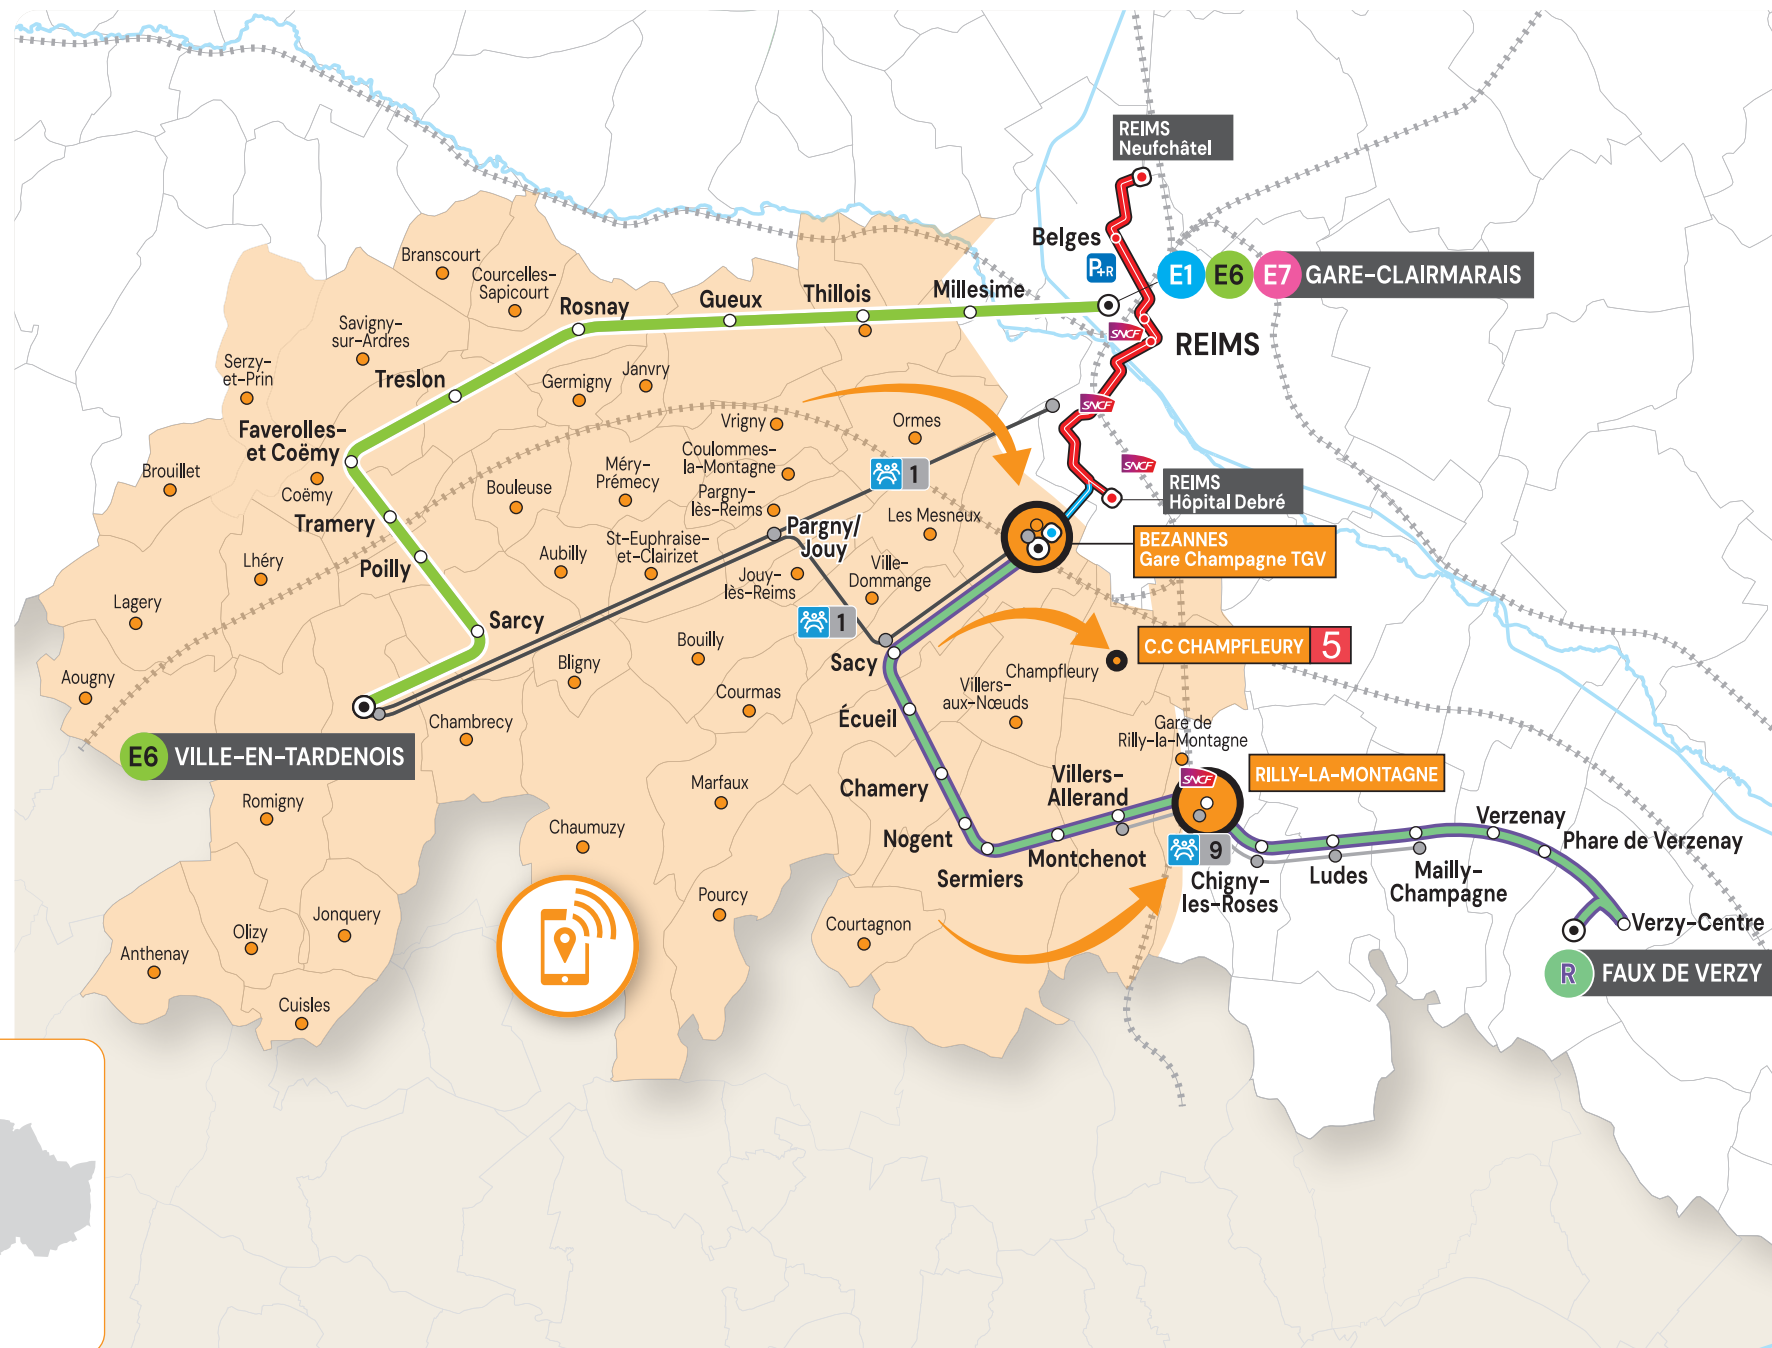 REIMS
Neufchâtel
Belges
P+R
E1
E6
E7
GARE-CLAIRMARAIS
Branscourt
Courcelles-
Sapicourt
Rosnay
Gueux
Thillois
Millesime
SNCF
REIMS
Savigny-
sur-Ardres
Serzy-
et-Prin
Treslon
Germigny
Janvry
SNCF
Faverolles-
et Coëmy
Vrigny
Ormes
Coulommes-
la-Montagne
Brouillet
Coëmy
Bouleuse
Méry-
Prémecy
1
SNCF
REIMS
Hôpital Debré
Pargny-
lès-Reims
Les Mesneux
Tramery
Pargny/
Jouy
BEZANNES
Gare Champagne TGV
Lhéry
Poilly
Aubilly
St-Euphraise-
et-Clairizet
Jouy-
lès-Reims
Ville-
Dommange
Lagery
Sarcy
1
Bouilly
Sacy
C.C CHAMPFLEURY
5
Champfleury
Aougny
Bligny
Courmas
Villers-
aux-Nœuds
Écueil
Chambrecy
Gare de
Rilly-la-Montagne
E6
VILLE-EN-TARDENOIS
SNCF
RILLY-LA-MONTAGNE
Villers-
Allerand
Chamery
Marfaux
Romigny
Chaumuzy
Nogent
Sermiers
Montchenot
9
Chigny-
les-Roses
Ludes
Mailly-
Champagne
Verzenay
Phare de Verzenay
Pourcy
Courtagnon
Verzy-Centre
Jonquery
Olizy
Anthenay
Cuisles
R
FAUX DE VERZY